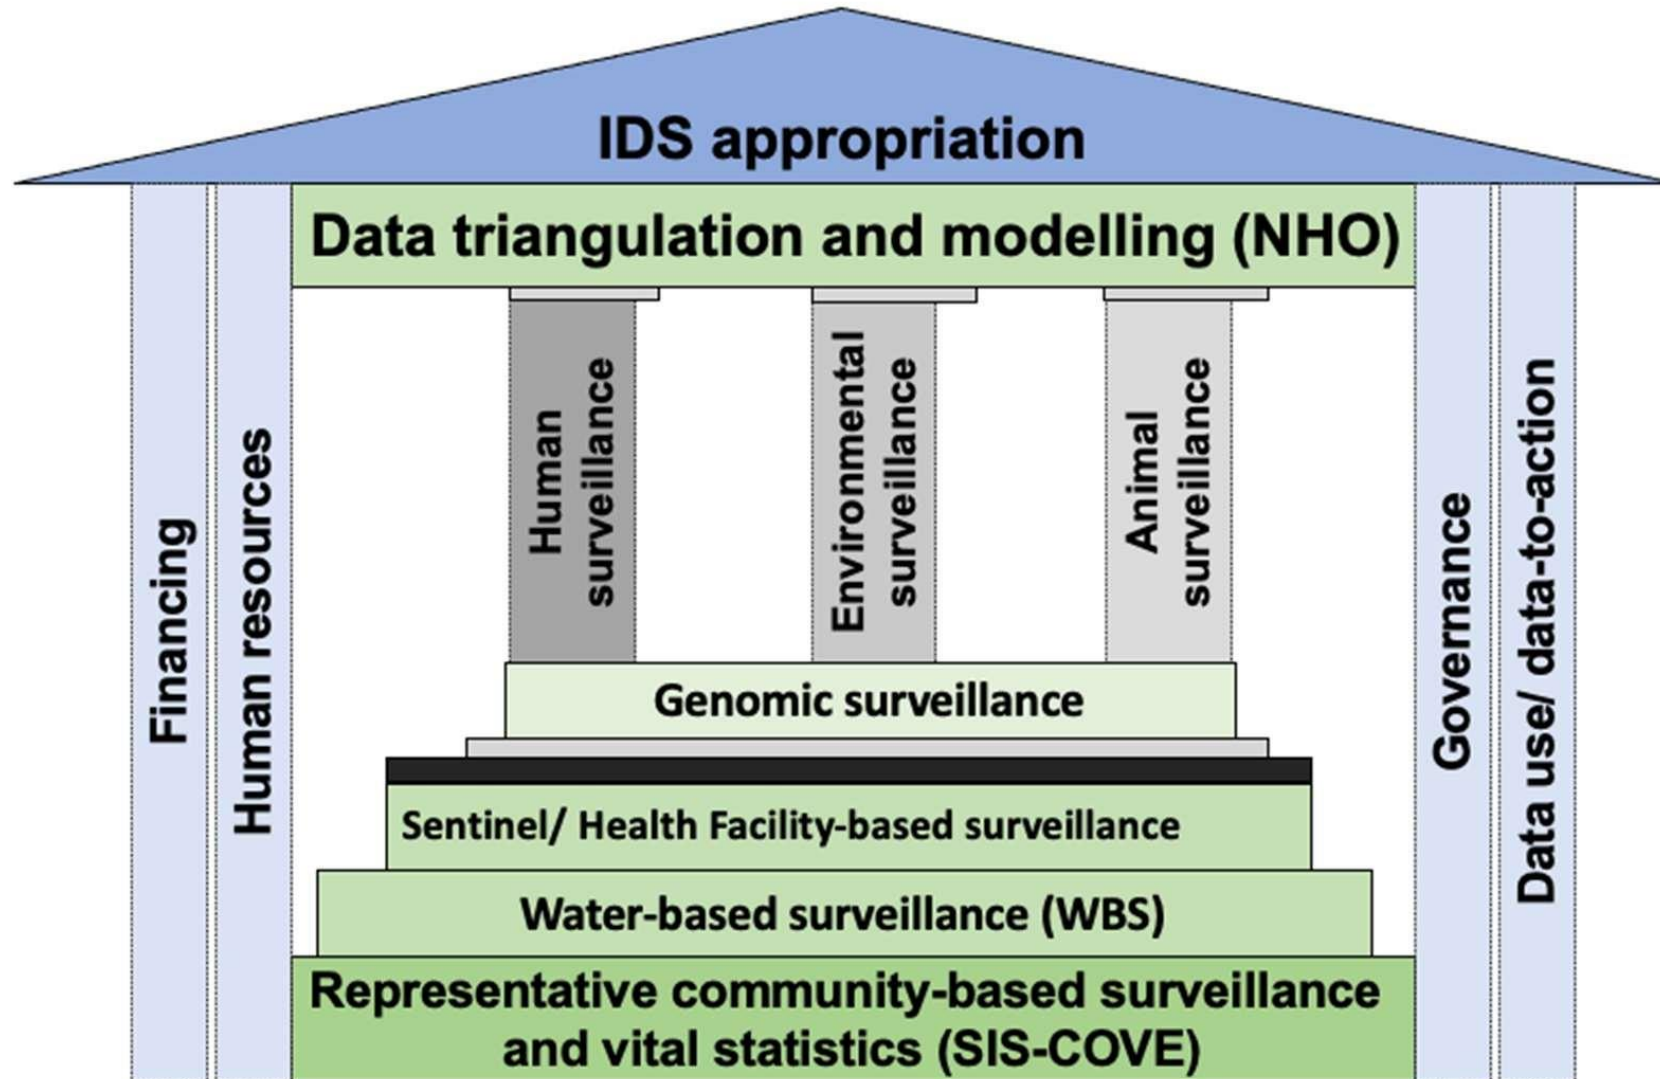 IDS appropriation
Data triangulation and modelling (NHO)
Financing
Human resources
Human
surveillance
Environmental
surveillance
Animal
surveillance
Governance
Data use/ data-to-action
Genomic surveillance
Sentinel/ Health Facility-based surveillance
Water-based surveillance (WBS)
Representative community-based surveillance
and vital statistics (SIS-COVE)